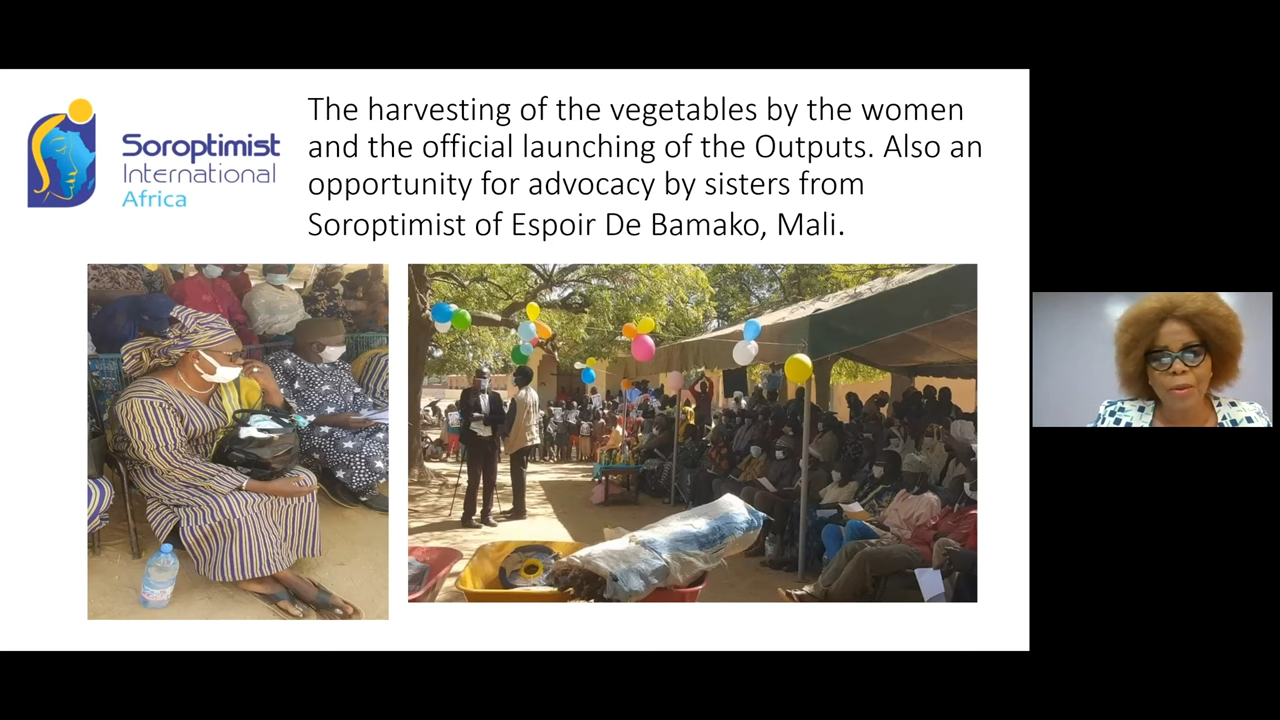 Soroptimist
International
Africa
The harvesting of the vegetables by the women
and the official launching of the Outputs. Also an
opportunity for advocacy by sisters from
Soroptimist of Espoir De Bamako, Mali.